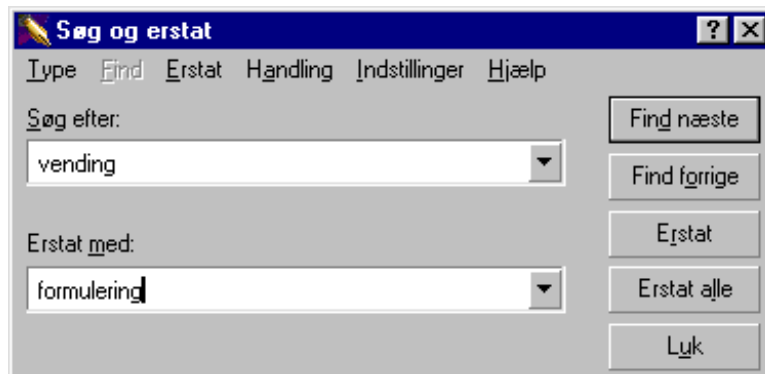 Søg og erstat
Type Find Erstat Handling Indstillinger Hjælp
Søg efter:
vending
Erstat med:
formulering
Find næste
Find forrige
Erstat
Erstat alle
Luk